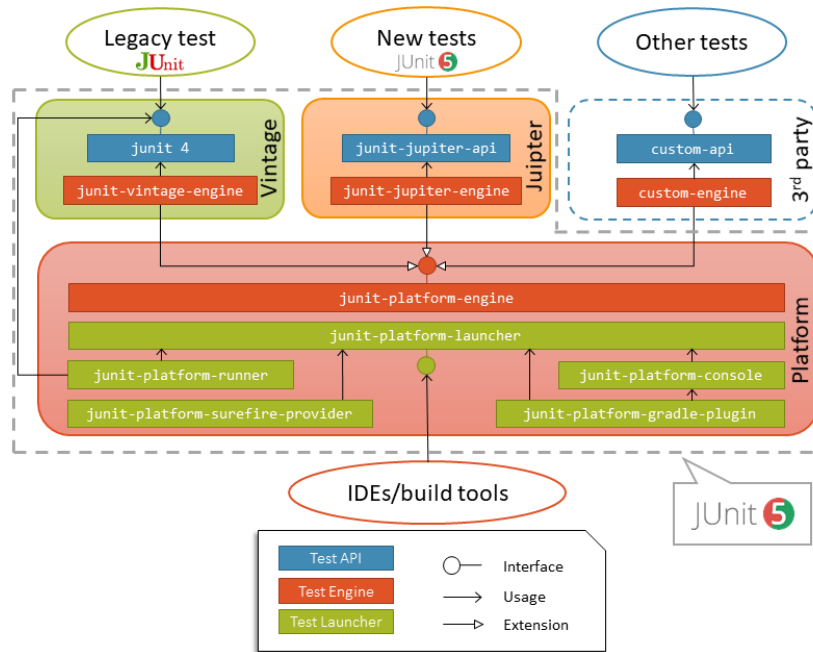 Legacy test
JUnit
New tests
JUnit 5
Other tests
junit 4
junit-vintage-engine
Vintage
junit-jupiter-api
junit-jupiter-engine
Juipter
custom-api
custom-engine
3rd party
junit-platform-engine
junit-platform-launcher
junit-platform-runner
junit-platform-console
junit-platform-surefire-provider
junit-platform-gradle-plugin
Platform
IDEs/build tools
JUnit 5
Test API
Interface
Test Engine
Usage
Test Launcher
Extension